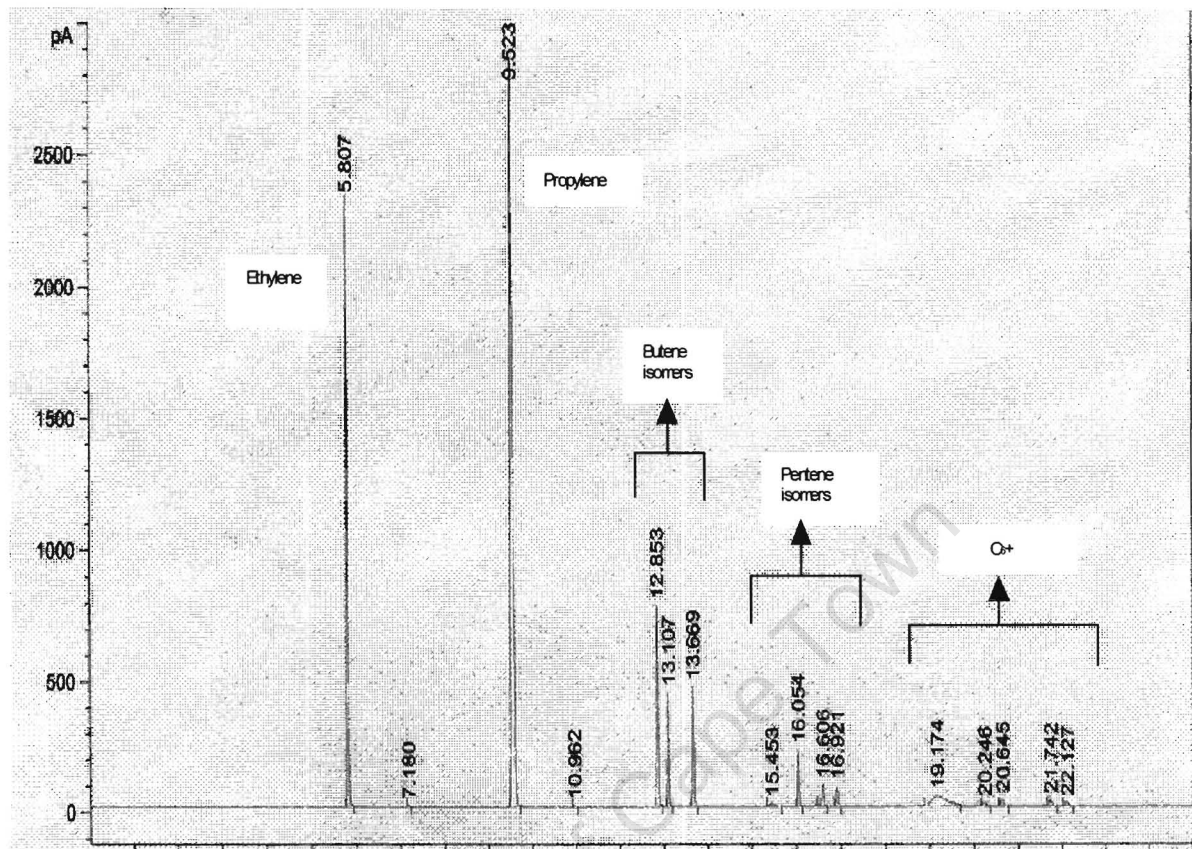 pA
2500
2000
1500
1000
500
0
5.807
7.180
9.523
10.962
12.853
13.107
13.669
15.453
16.054
16.606
16.921
19.174
20.246
20.645
21.742
22.127
Ethylene
Propylene
Butene
isomers
Pentene
isomers
C6+
Cape Town